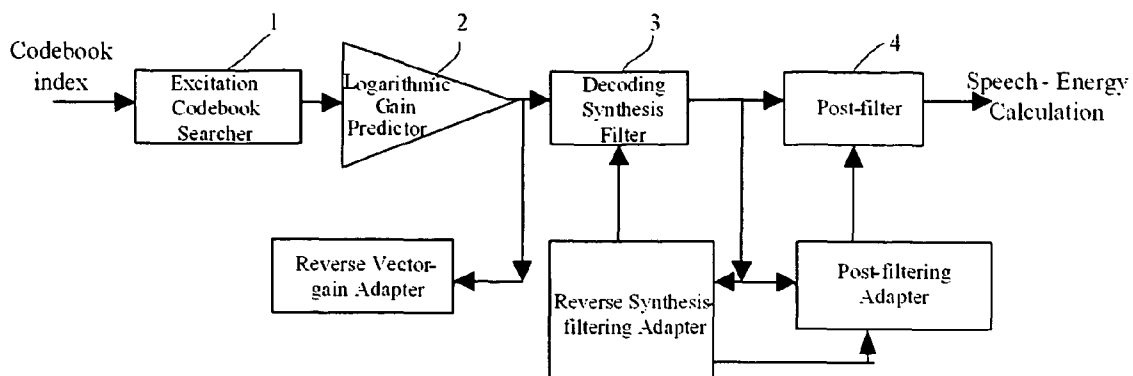 1
2
3
4
Codebook
index
Excitation
Codebook
Searcher
Logarithmic
Gain
Predictor
Decoding
Synthesis
Filter
Post-filter
Speech - Energy
Calculation
Reverse Vector-
gain Adapter
Reverse Synthesis-
filtering Adapter
Post-filtering
Adapter